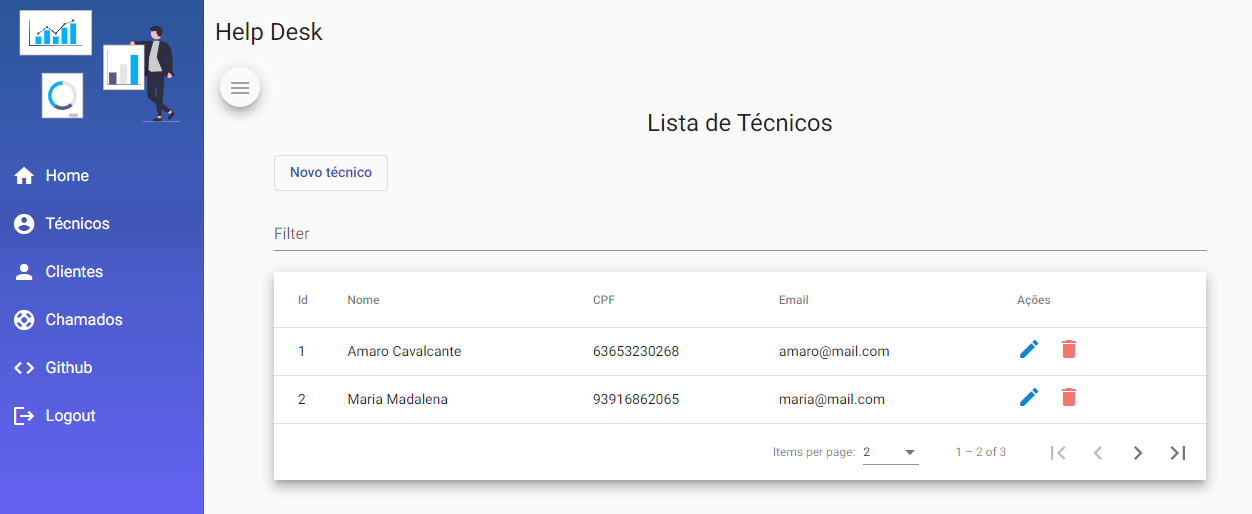 Help Desk
Lista de Técnicos
Novo técnico
Home
Técnicos
Clientes
Chamados
Github
Logout
Filter
Id Nome CPF Email Ações
1 Amaro Cavalcante 63653230268 amaro@mail.com
2 Maria Madalena 93916862065 maria@mail.com
Items per page: 2 1 – 2 of 3